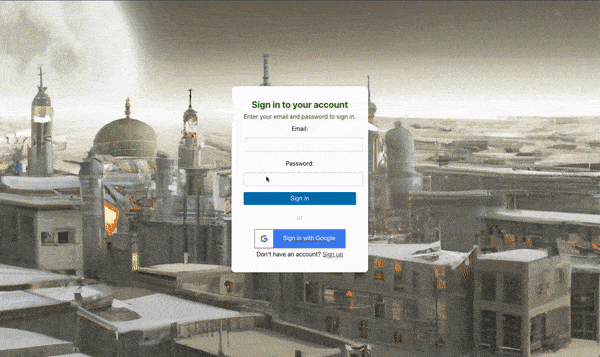 Sign in to your account
Enter your email and password to sign in.
Email:
Password:
Sign In
or
G Sign in with Google
Don't have an account? Sign up